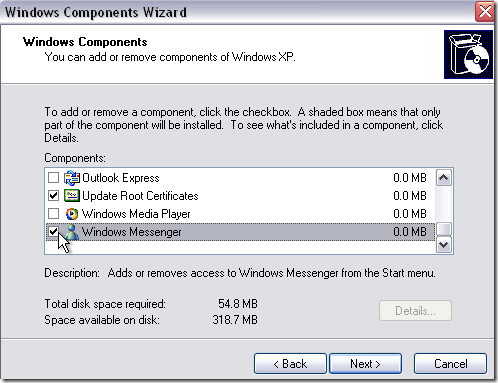 Windows Components Wizard
Windows Components
You can add or remove components of Windows XP.
To add or remove a component, click the checkbox. A shaded box means that only
part of the component will be installed. To see what's included in a component, click
Details.
Components:
Outlook Express 0.0 MB
Update Root Certificates 0.0 MB
Windows Media Player 0.0 MB
Windows Messenger 0.0 MB
Description: Adds or removes access to Windows Messenger from the Start menu.
Total disk space required: 54.8 MB
Space available on disk: 318.7 MB
Details...
< Back
Next >
Cancel